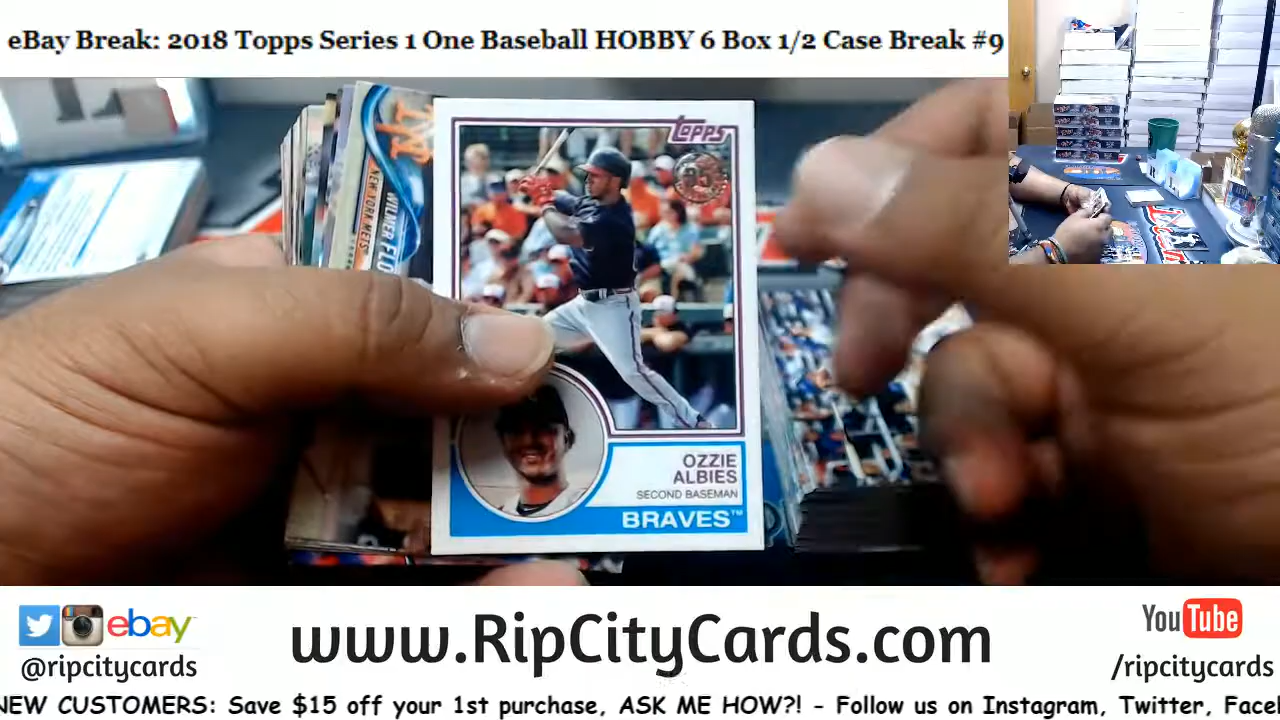 eBay Break: 2018 Topps Series 1 One Baseball HOBBY 6 Box 1/2 Case Break #9
topps
35
NEW YORK METS
WILMER FLO
OZZIE
ALBIES
SECOND BASEMAN
BRAVES™
ebay
@ripcitycards
www.RipCityCards.com
YouTube
/ripcitycards
NEW CUSTOMERS: Save $15 off your 1st purchase, ASK ME HOW?! - Follow us on Instagram, Twitter, Facel